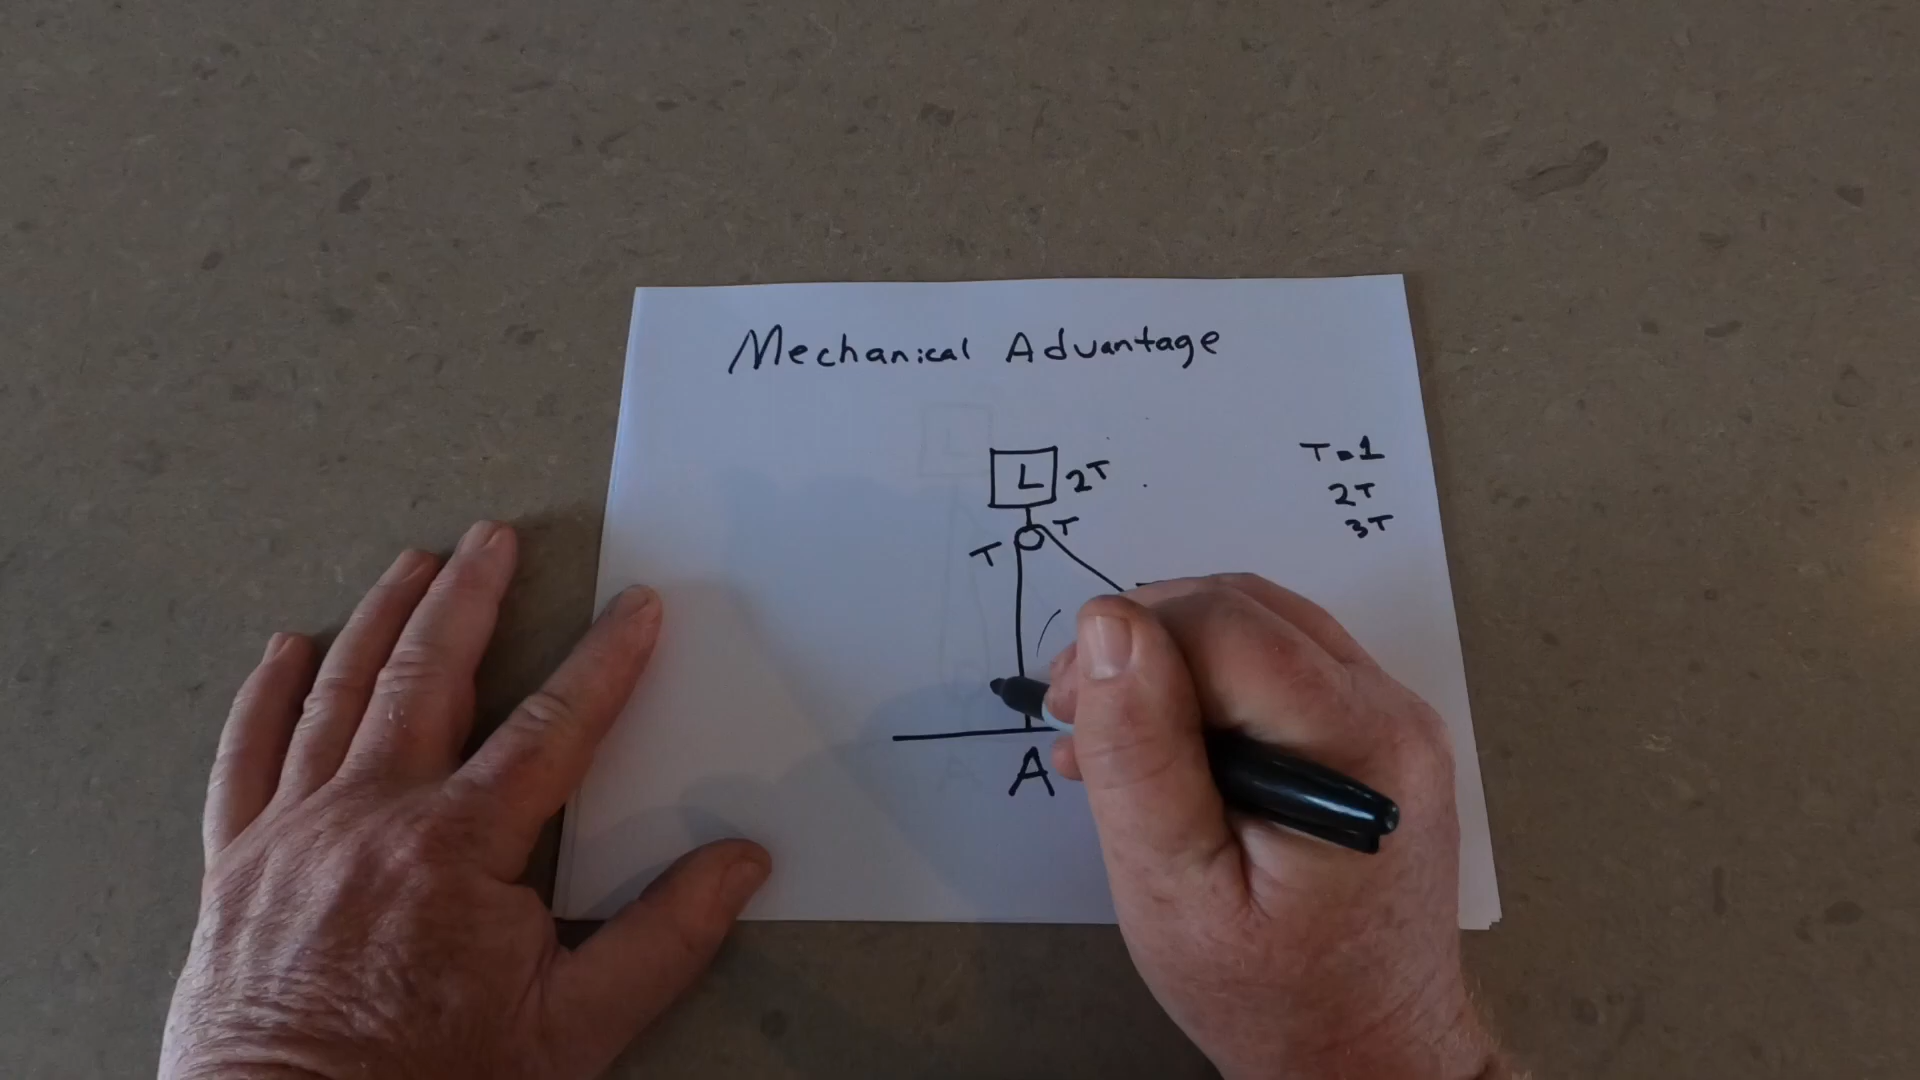 Mechanical Advantage
T=1
L 2T
2T
T
3T
T
A